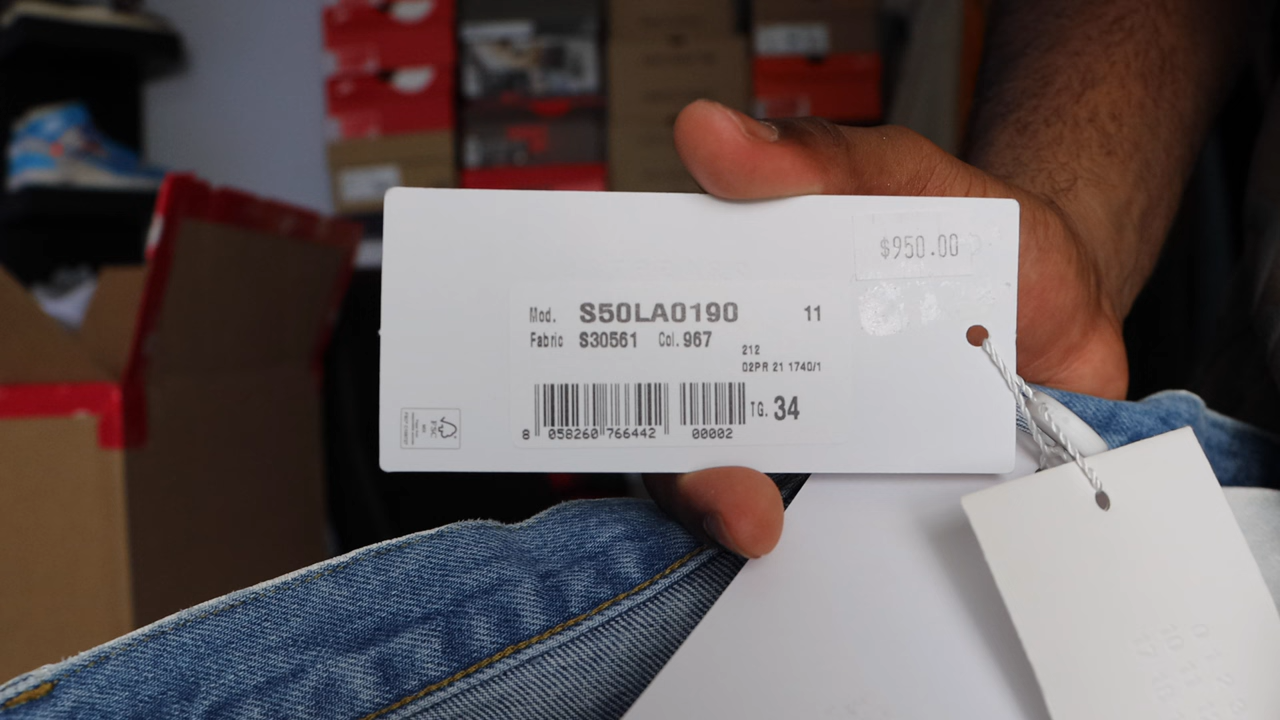 $950.00
Mod. S50LA0190 11
Fabric S30561 Col. 967
212
02PR 21 1740/1
TG. 34
8 058260 766442 00002
FSC